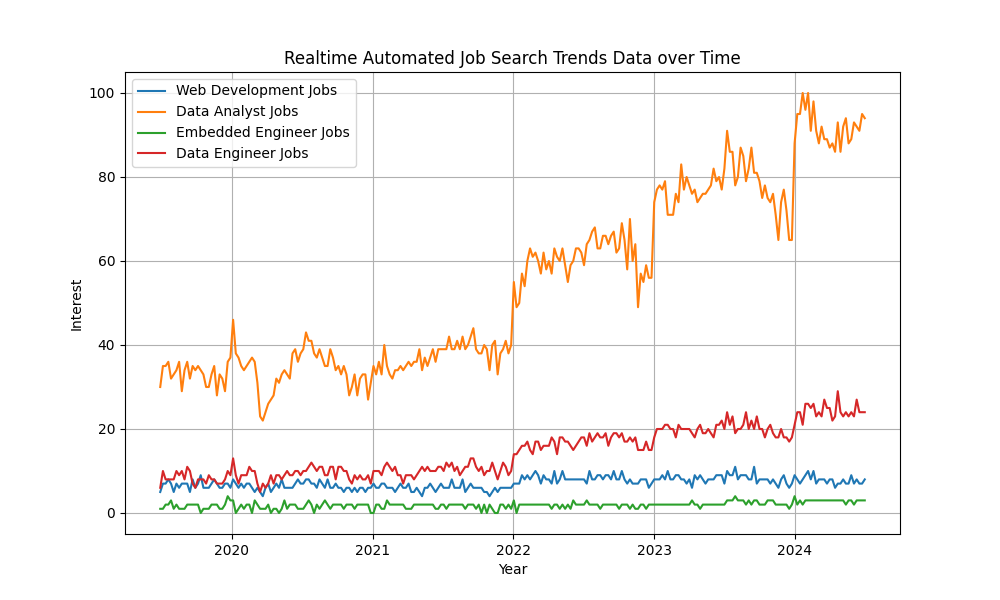 Realtime Automated Job Search Trends Data over Time
Web Development Jobs
Data Analyst Jobs
Embedded Engineer Jobs
Data Engineer Jobs
100
80
60
40
20
0
Interest
2020 2021 2022 2023 2024
Year